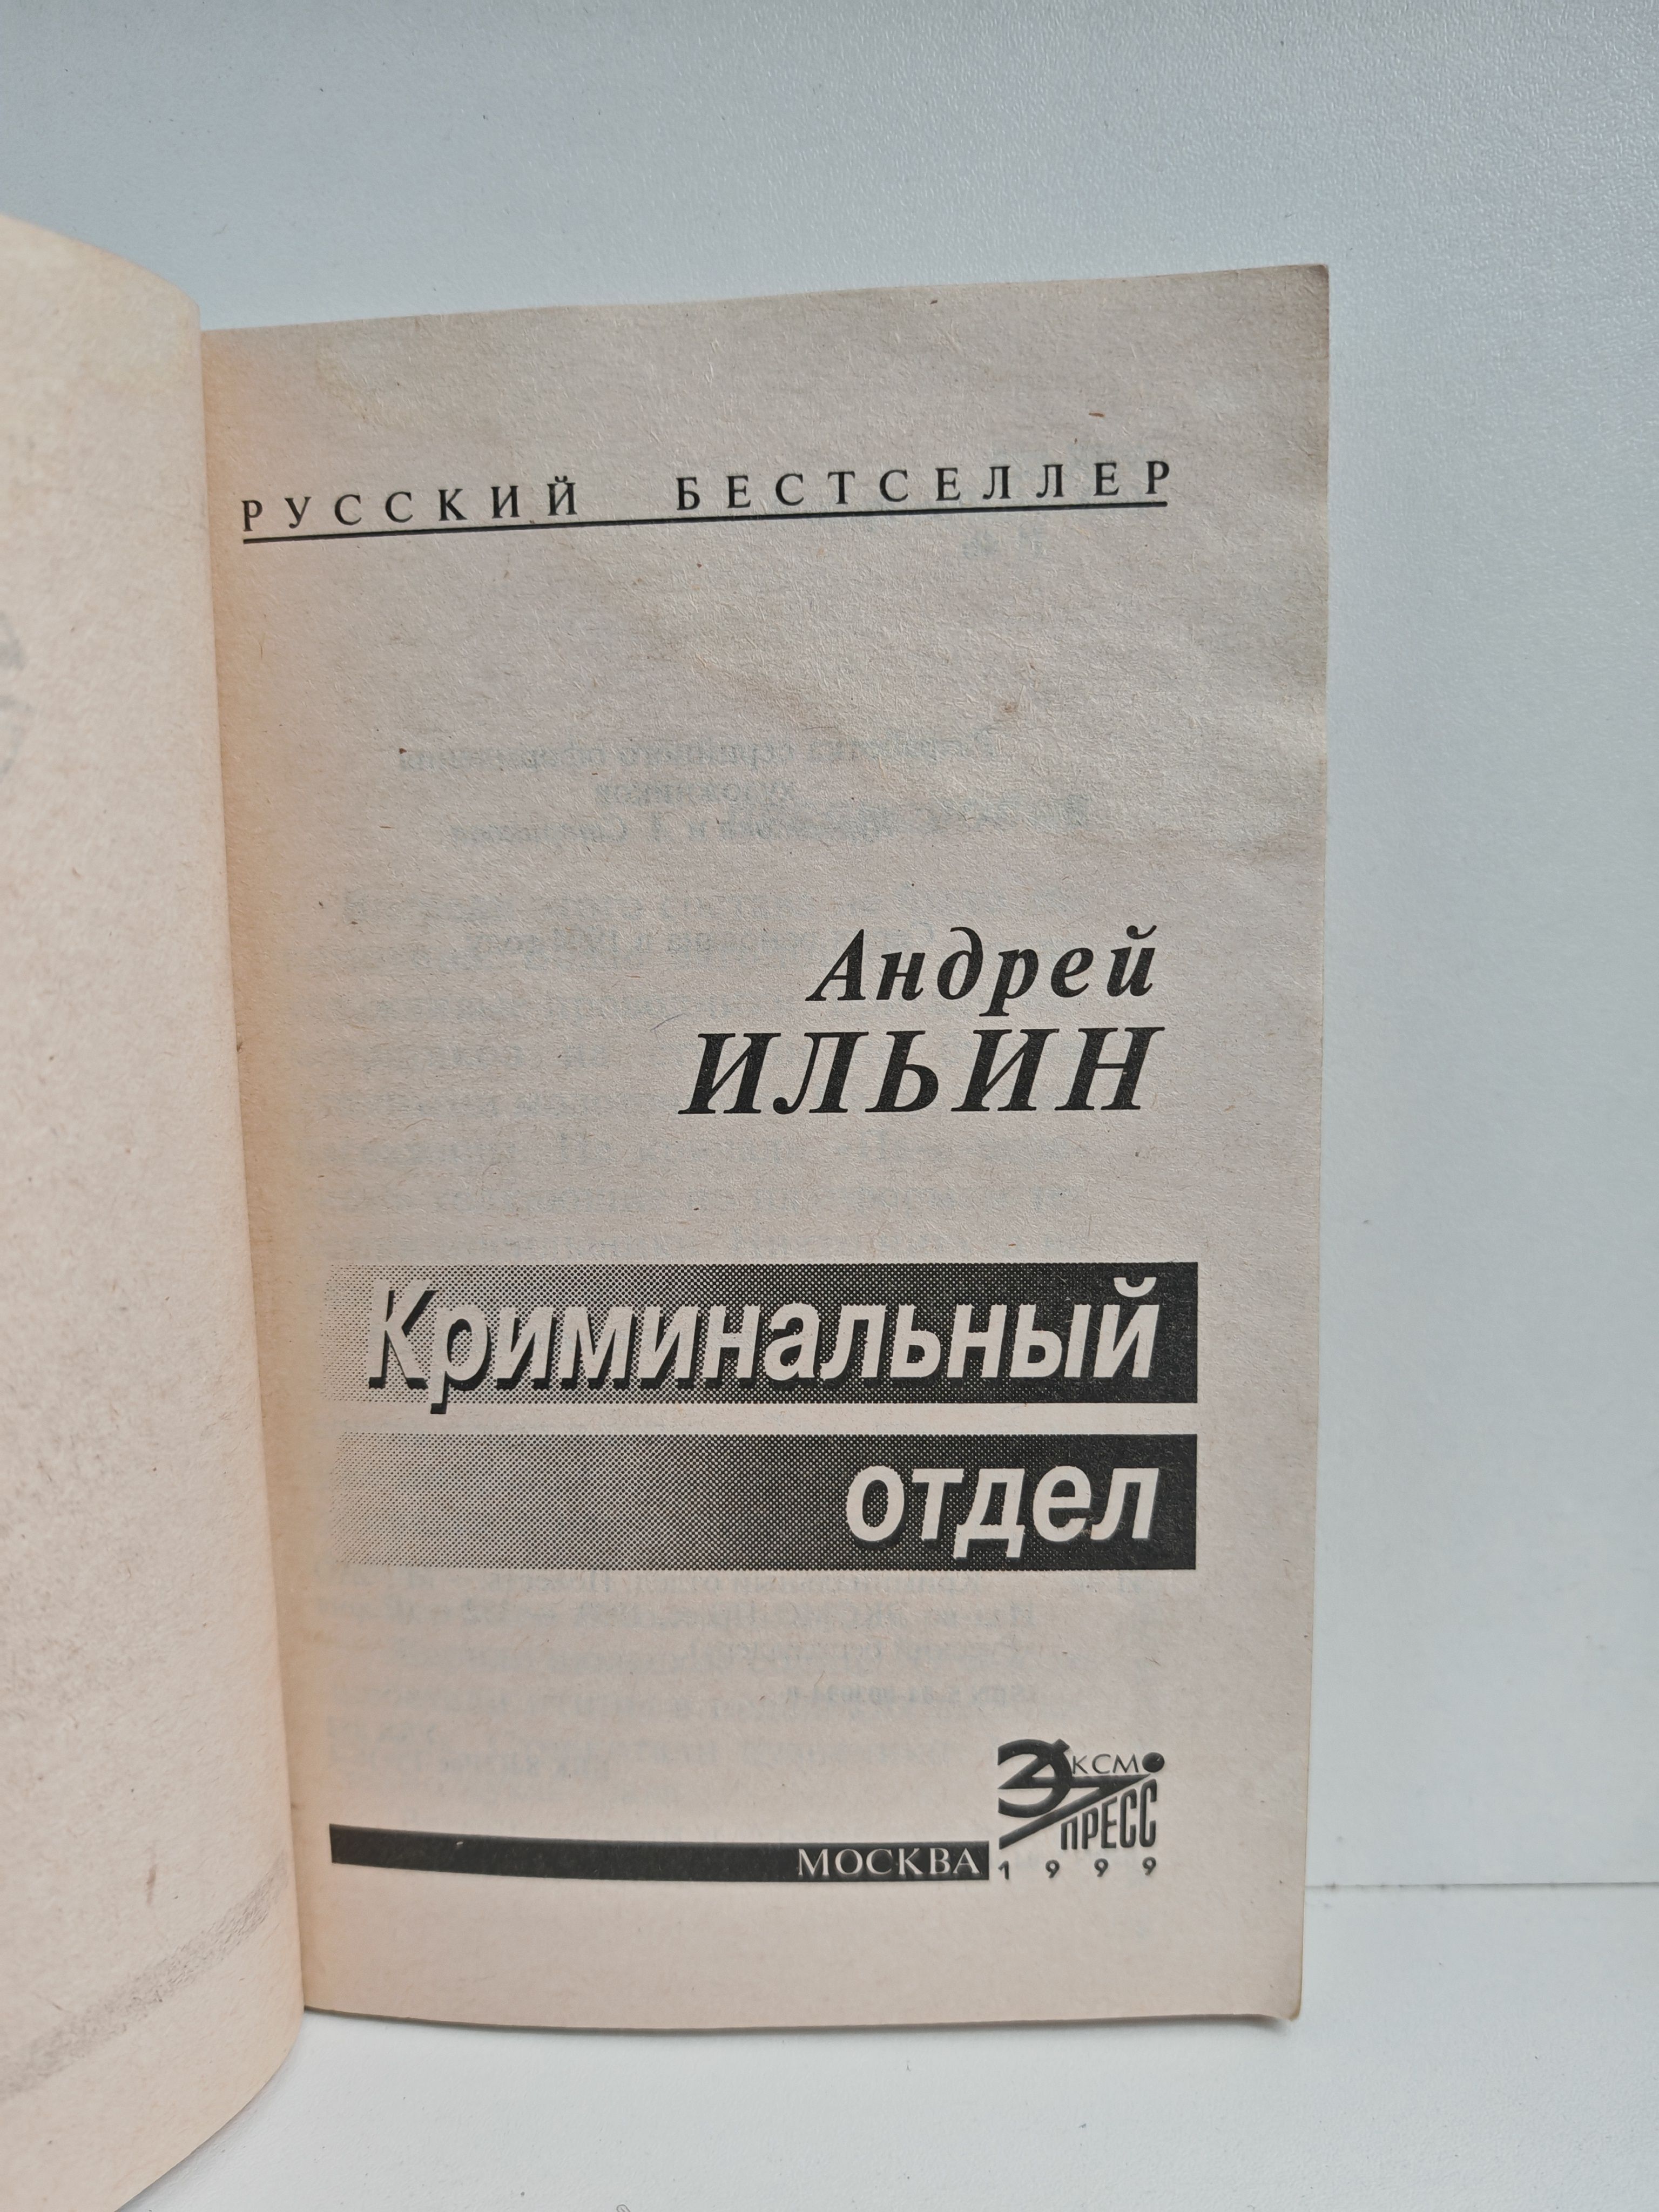 РУССКИЙ БЕСТСЕЛЛЕР
Андрей
ИЛЬИН
Криминальный
отдел
ЭКСМО
ПРЕСС
МОСКВА 1999